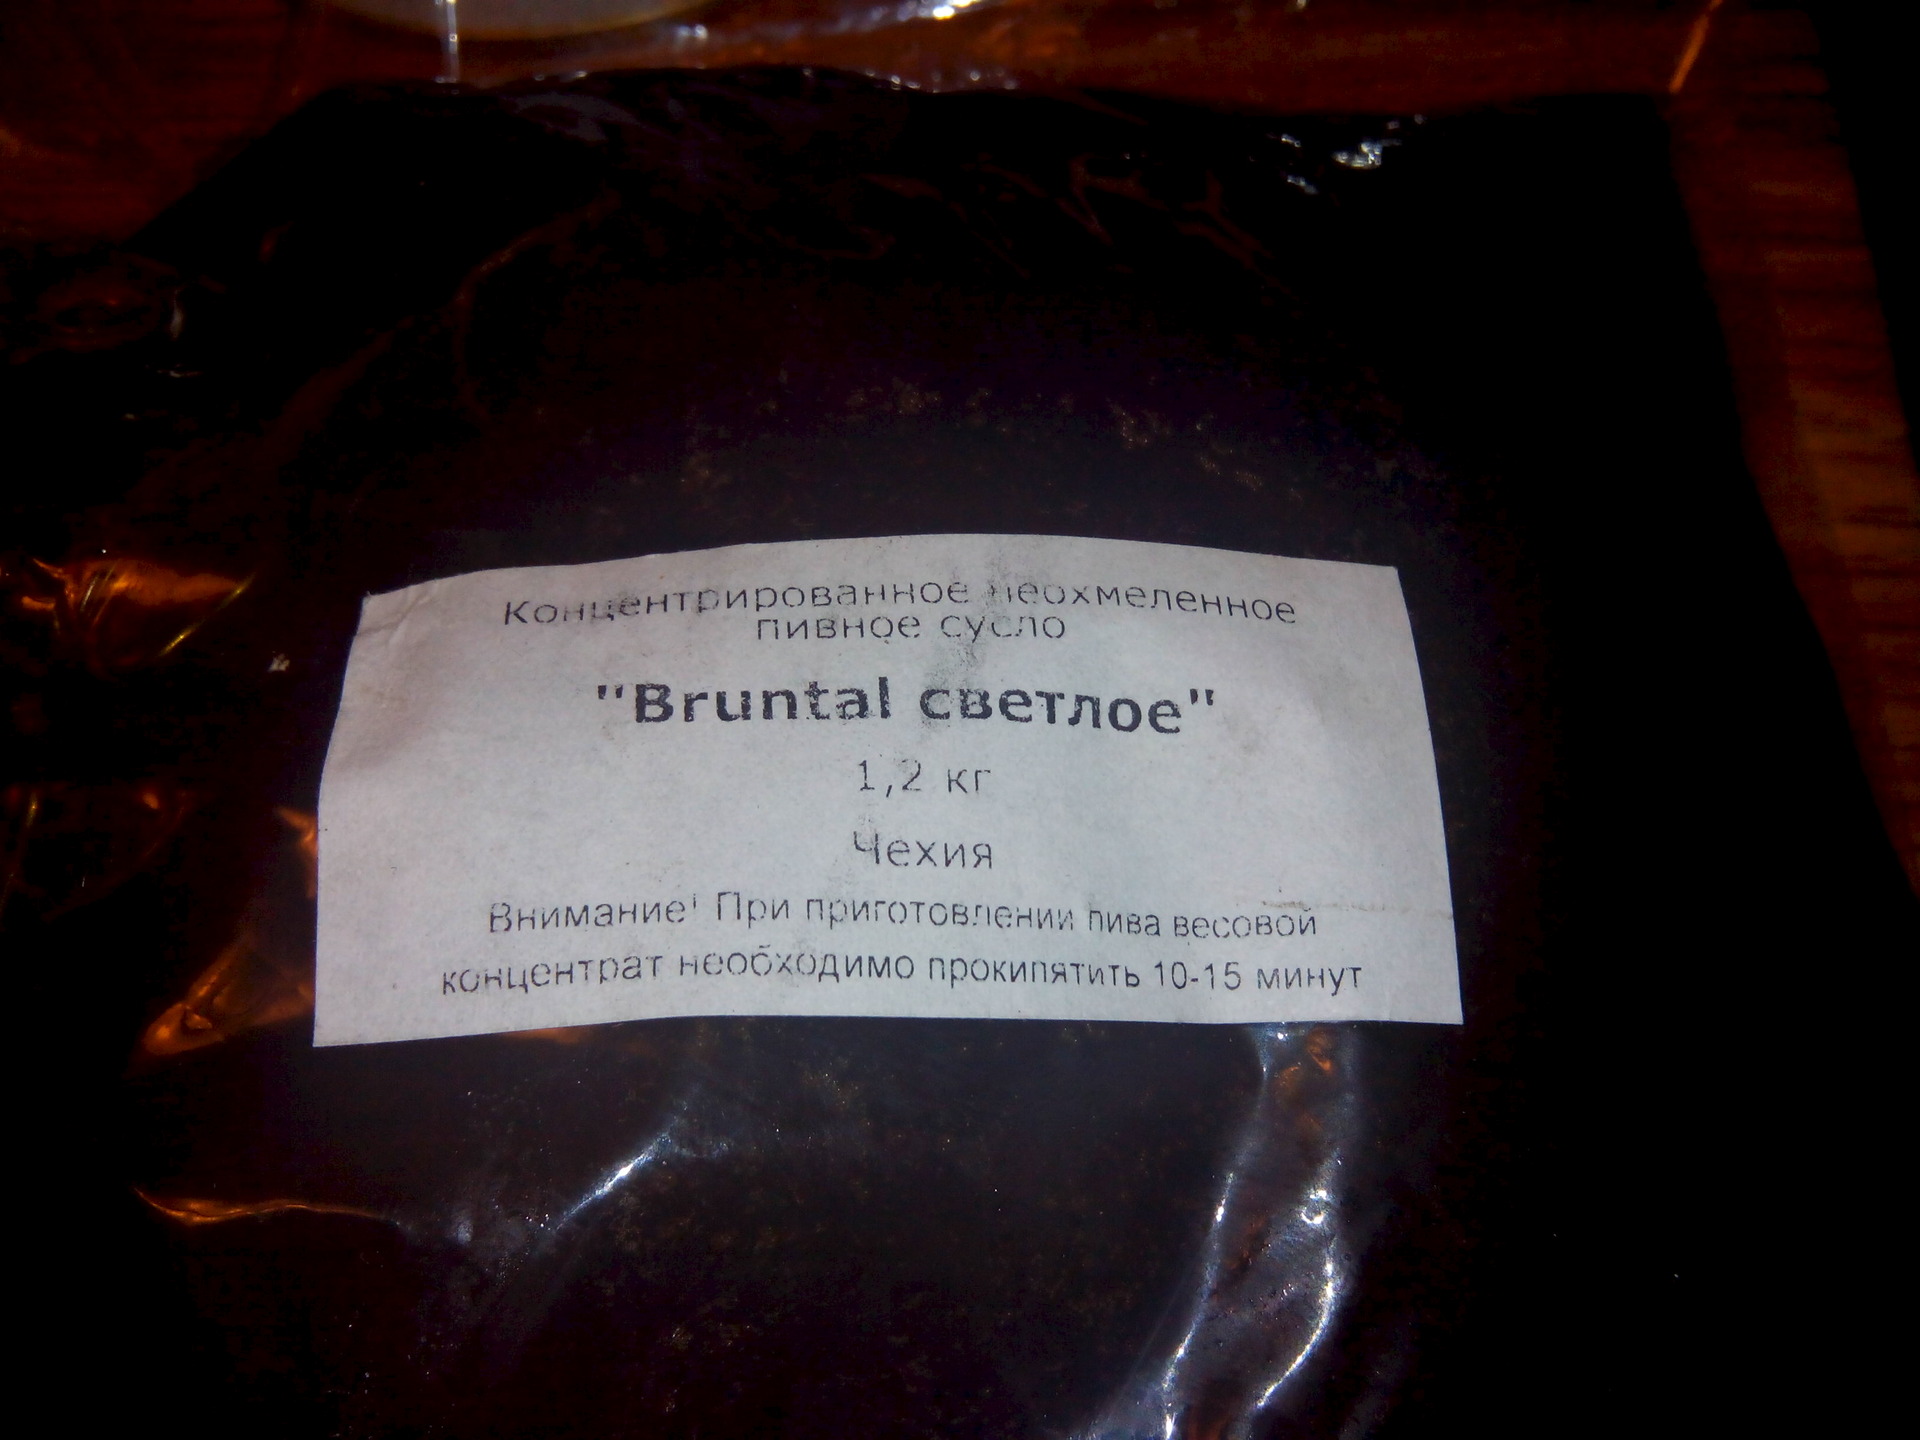 Концентрированное неохмеленное
пивное сусло
"Bruntal светлое"
1,2 кг
Чехия
Внимание! При приготовлении пива весовой
концентрат необходимо прокипятить 10-15 минут